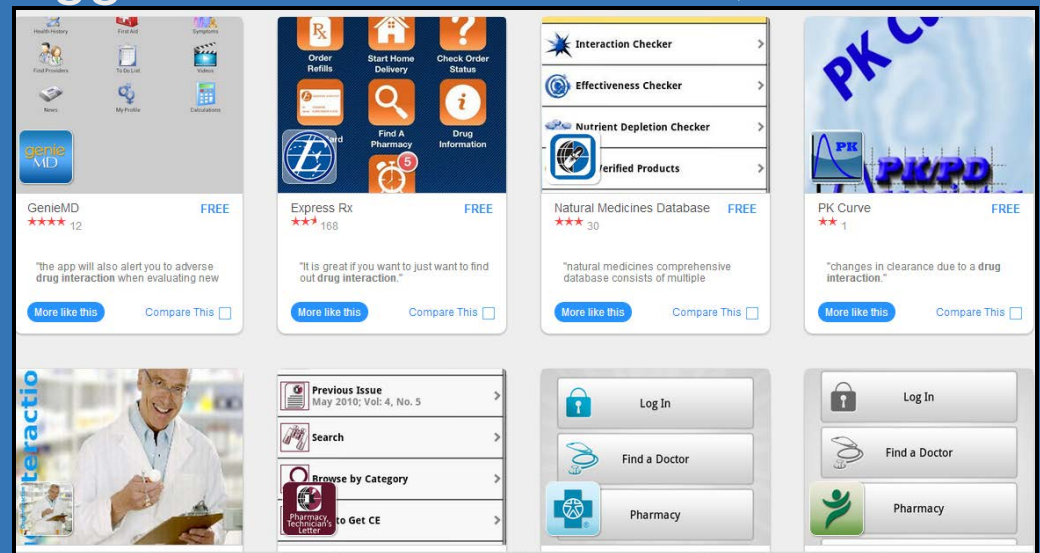 Health History
First Aid
Symptoms
Find Providers
To Do List
Videos
News
My Profile
Calculations
genie
MD
GenieMD
FREE
12
"the app will also alert you to adverse
drug interaction when evaluating new
More like this
Compare This
Order
Refills
Start Home
Delivery
Check Order
Status
Find A
Pharmacy
Drug
Information
5
Express Rx
FREE
168
"It is great if you want to just want to find
out drug interaction."
More like this
Compare This
Interaction Checker
Effectiveness Checker
Nutrient Depletion Checker
Verified Products
Natural Medicines Database
FREE
30
"natural medicines comprehensive
database consists of multiple
More like this
Compare This
PK Cu
PK
PK/PD
PK Curve
FREE
1
"changes in clearance due to a drug
interaction."
More like this
Compare This
Previous Issue
May 2010; Vol: 4, No. 5
Search
Browse by Category
to Get CE
Pharmacy
Technician's
Letter
Log In
Find a Doctor
Pharmacy
Log In
Find a Doctor
Pharmacy